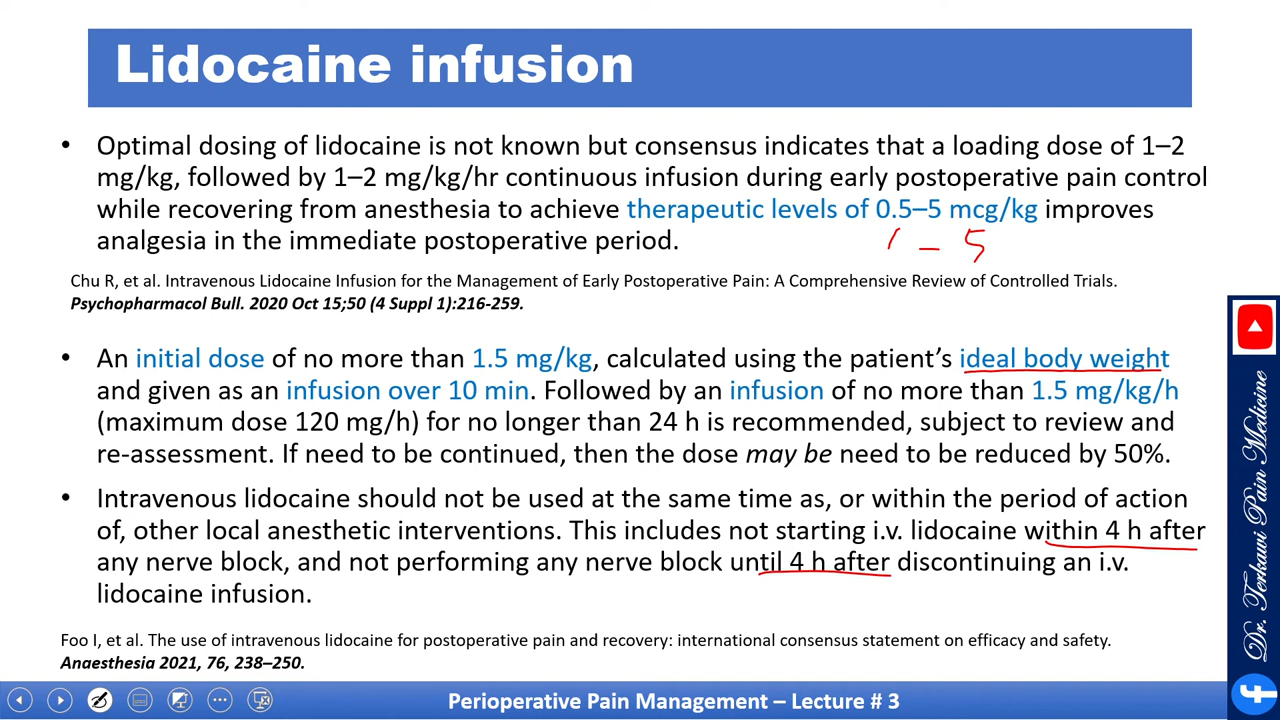 Lidocaine infusion
• Optimal dosing of lidocaine is not known but consensus indicates that a loading dose of 1–2
mg/kg, followed by 1–2 mg/kg/hr continuous infusion during early postoperative pain control
while recovering from anesthesia to achieve therapeutic levels of 0.5–5 mcg/kg improves
analgesia in the immediate postoperative period.
1 – 5
Chu R, et al. Intravenous Lidocaine Infusion for the Management of Early Postoperative Pain: A Comprehensive Review of Controlled Trials.
Psychopharmacol Bull. 2020 Oct 15;50 (4 Suppl 1):216-259.
• An initial dose of no more than 1.5 mg/kg, calculated using the patient’s ideal body weight
and given as an infusion over 10 min. Followed by an infusion of no more than 1.5 mg/kg/h
(maximum dose 120 mg/h) for no longer than 24 h is recommended, subject to review and
re-assessment. If need to be continued, then the dose may be need to be reduced by 50%.
• Intravenous lidocaine should not be used at the same time as, or within the period of action
of, other local anesthetic interventions. This includes not starting i.v. lidocaine within 4 h after
any nerve block, and not performing any nerve block until 4 h after discontinuing an i.v.
lidocaine infusion.
Foo I, et al. The use of intravenous lidocaine for postoperative pain and recovery: international consensus statement on efficacy and safety.
Anaesthesia 2021, 76, 238–250.
Perioperative Pain Management – Lecture # 3
Dr. Terkawi Pain Medicine